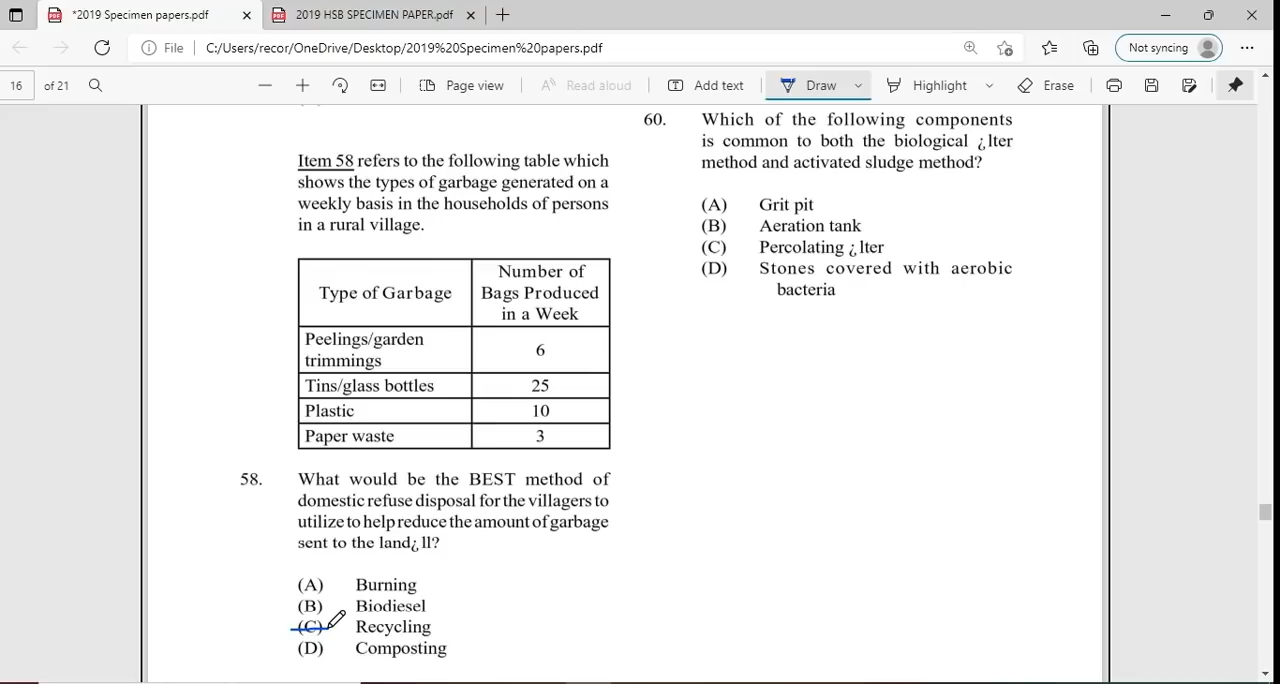 *2019 Specimen papers.pdf
2019 HSB SPECIMEN PAPER.pdf
File C:/Users/recor/OneDrive/Desktop/2019%20Specimen%20papers.pdf
Not syncing
16 of 21
Page view
Read aloud
Add text
Draw
Highlight
Erase
Item 58 refers to the following table which
shows the types of garbage generated on a
weekly basis in the households of persons
in a rural village.
Type of Garbage
Number of
Bags Produced
in a Week
Peelings/garden
trimmings
6
Tins/glass bottles 25
Plastic 10
Paper waste 3
58. What would be the BEST method of
domestic refuse disposal for the villagers to
utilize to help reduce the amount of garbage
sent to the land¿ll?
(A) Burning
(B) Biodiesel
(C) Recycling
(D) Composting
60. Which of the following components
is common to both the biological ¿lter
method and activated sludge method?
(A) Grit pit
(B) Aeration tank
(C) Percolating ¿lter
(D) Stones covered with aerobic
bacteria